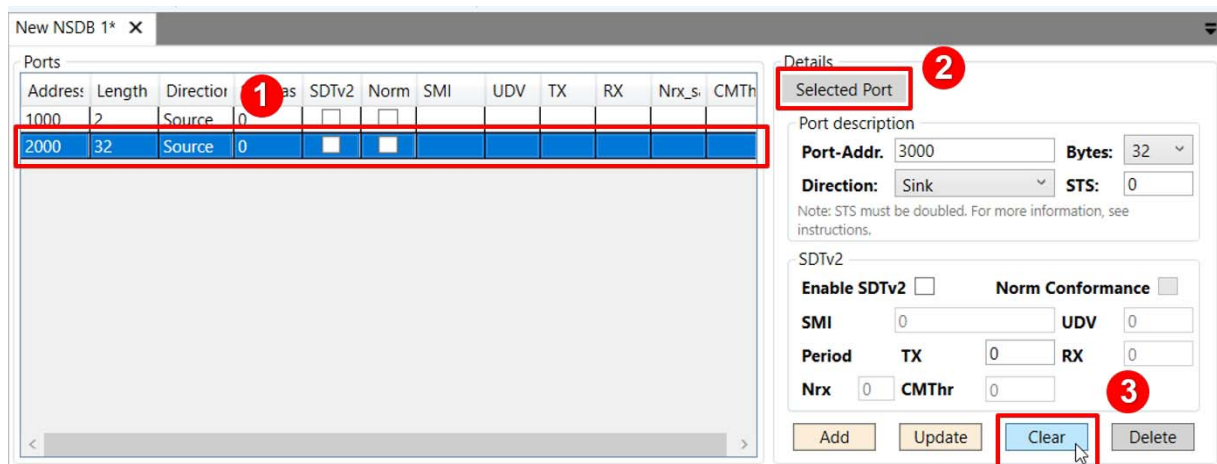 New NSDB 1* X
Ports
Address Length Direction 1 as SDTv2 Norm SMI UDV TX RX Nrx_s CMTh
1000 2 Source 0
2000 32 Source 0
Details
2
Selected Port
Port description
Port-Addr. 3000 Bytes: 32
Direction: Sink STS: 0
Note: STS must be doubled. For more information, see
instructions.
SDTv2
Enable SDTv2 Norm Conformance
SMI 0 UDV 0
Period TX 0 RX 0
Nrx 0 CMThr 0
3
Add Update Clear Delete